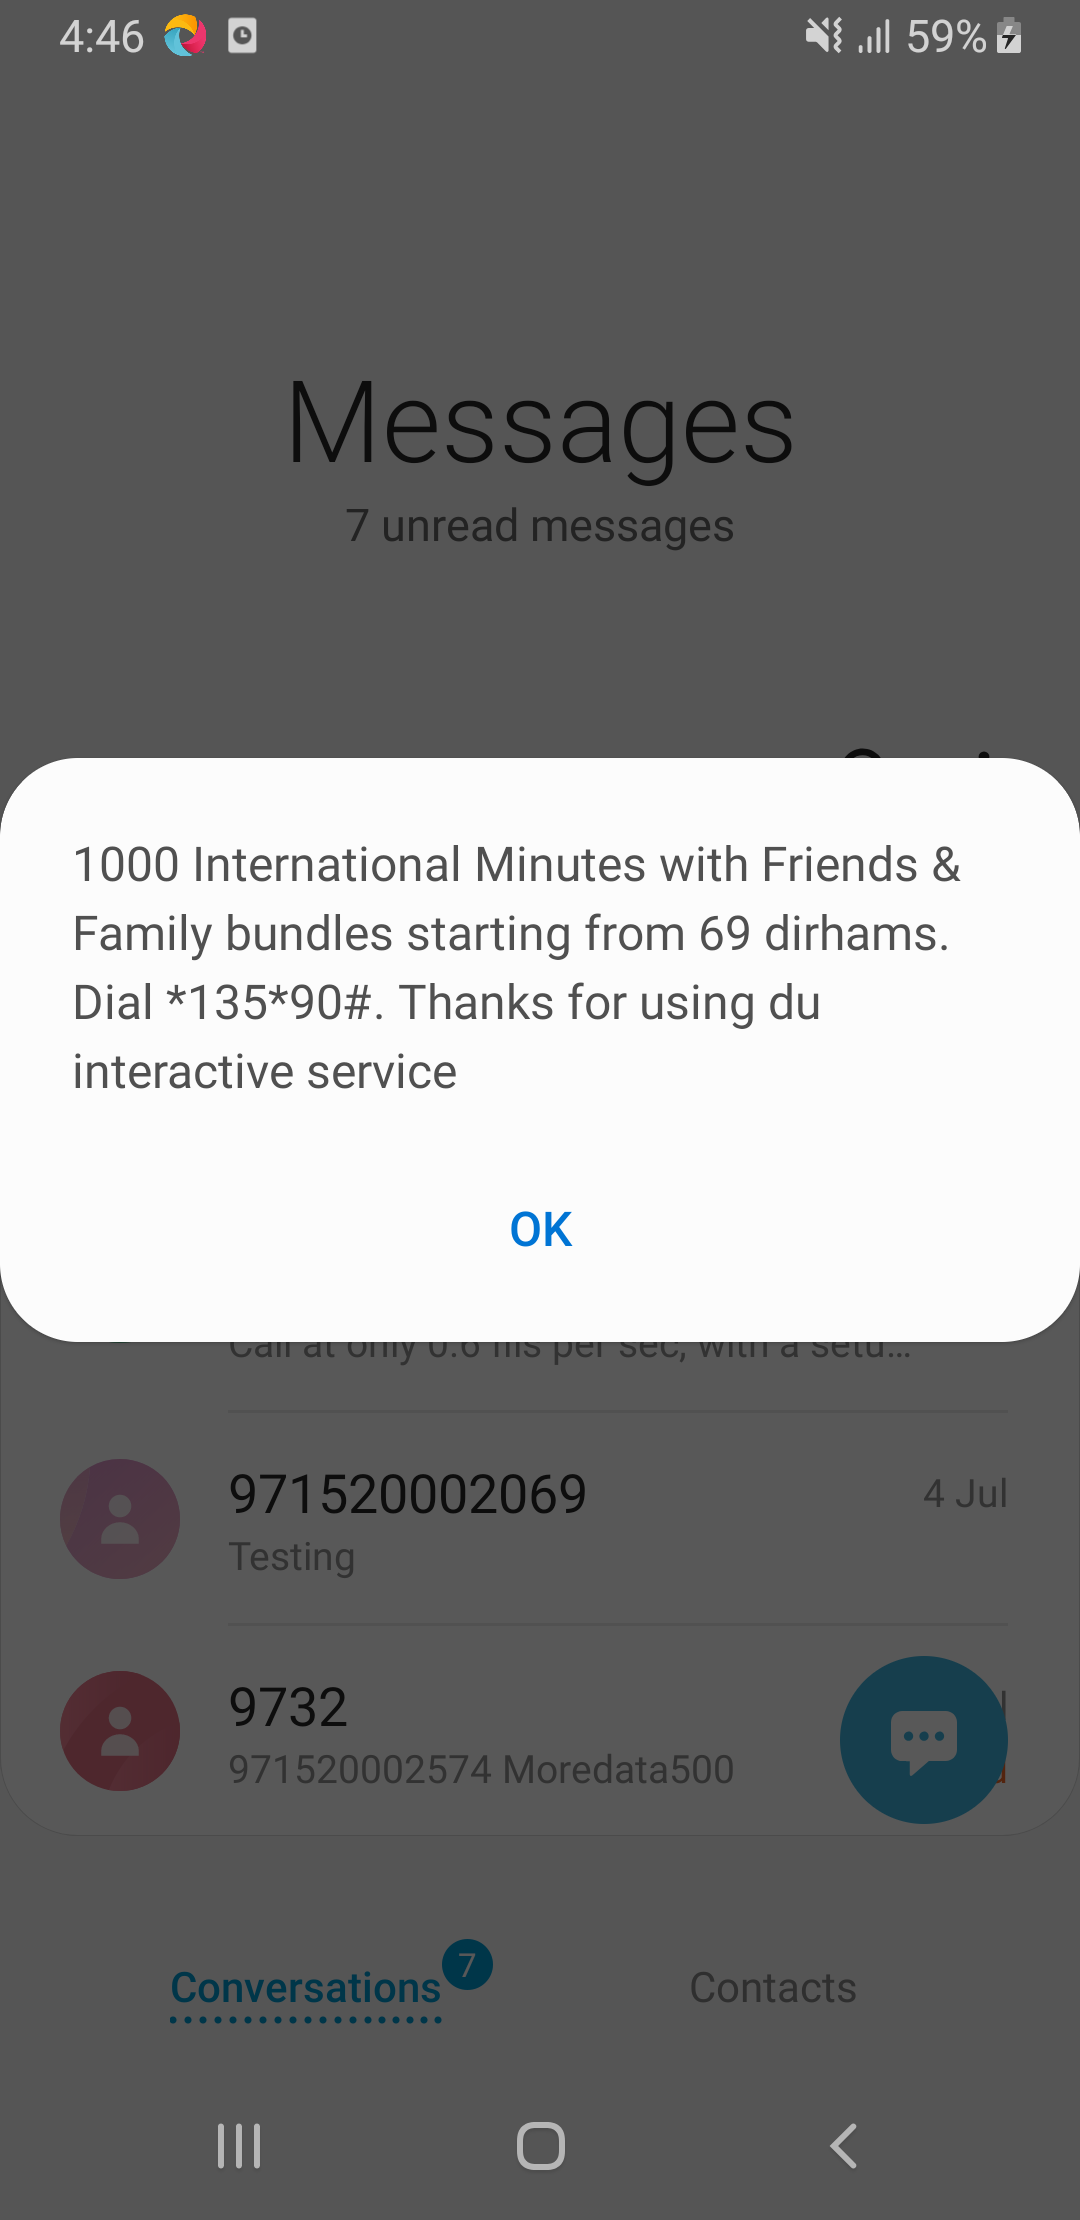 4:46 59%
Messages
7 unread messages
1000 International Minutes with Friends &
Family bundles starting from 69 dirhams.
Dial *135*90#. Thanks for using du
interactive service
OK
Call at only 0.6 fils per sec, with a setu...
971520002069 4 Jul
Testing
9732
971520002574 Moredata500
Conversations 7 Contacts